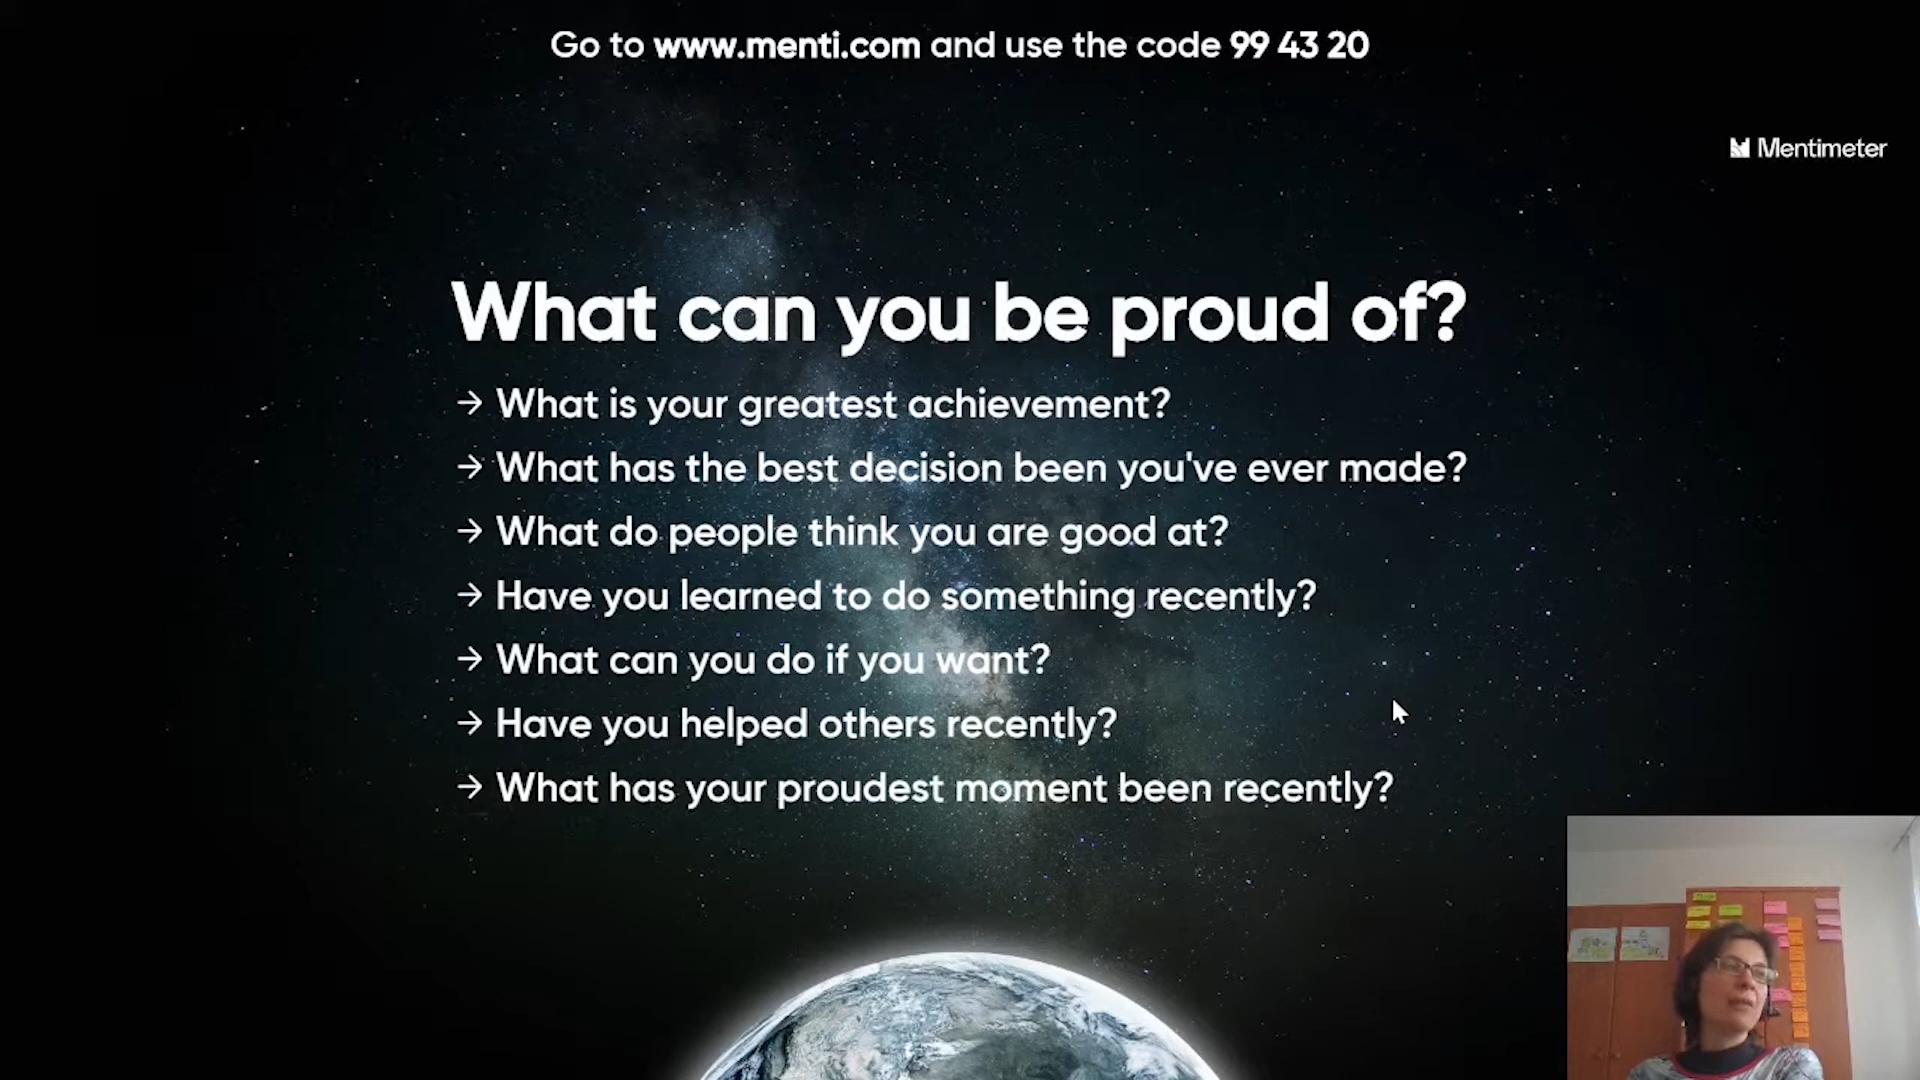 Go to www.menti.com and use the code 99 43 20
Mentimeter
What can you be proud of?
→ What is your greatest achievement?
→ What has the best decision been you've ever made?
→ What do people think you are good at?
→ Have you learned to do something recently?
→ What can you do if you want?
→ Have you helped others recently?
→ What has your proudest moment been recently?